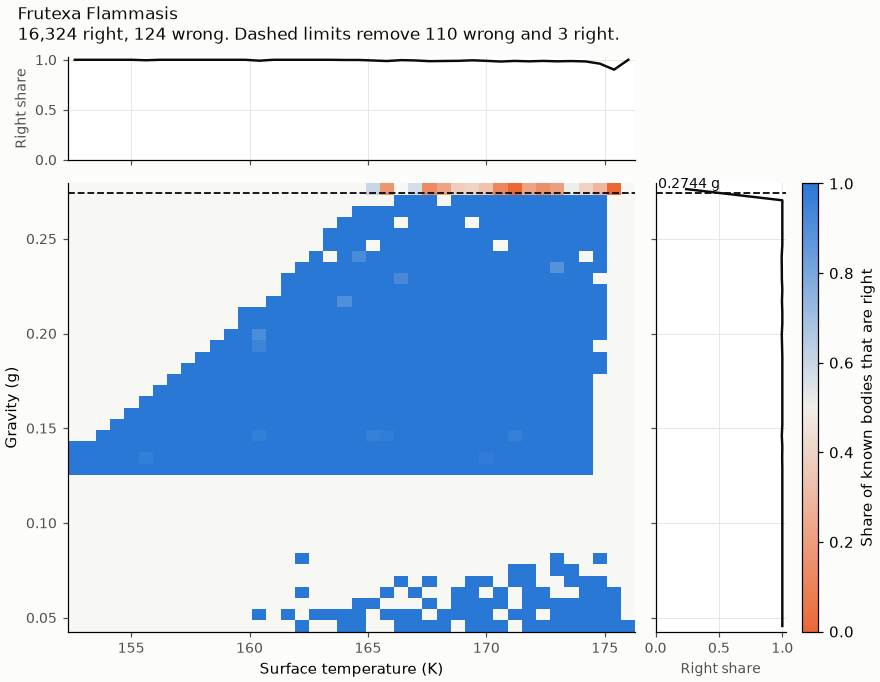 Frutexa Flammasis
16,324 right, 124 wrong. Dashed limits remove 110 wrong and 3 right.
Right share
1.0
0.5
0.0
0.2744 g
Gravity (g)
0.25
0.20
0.15
0.10
0.05
155
160
165
170
175
Surface temperature (K)
0.0
0.5
1.0
Right share
1.0
0.8
0.6
0.4
0.2
0.0
Share of known bodies that are right